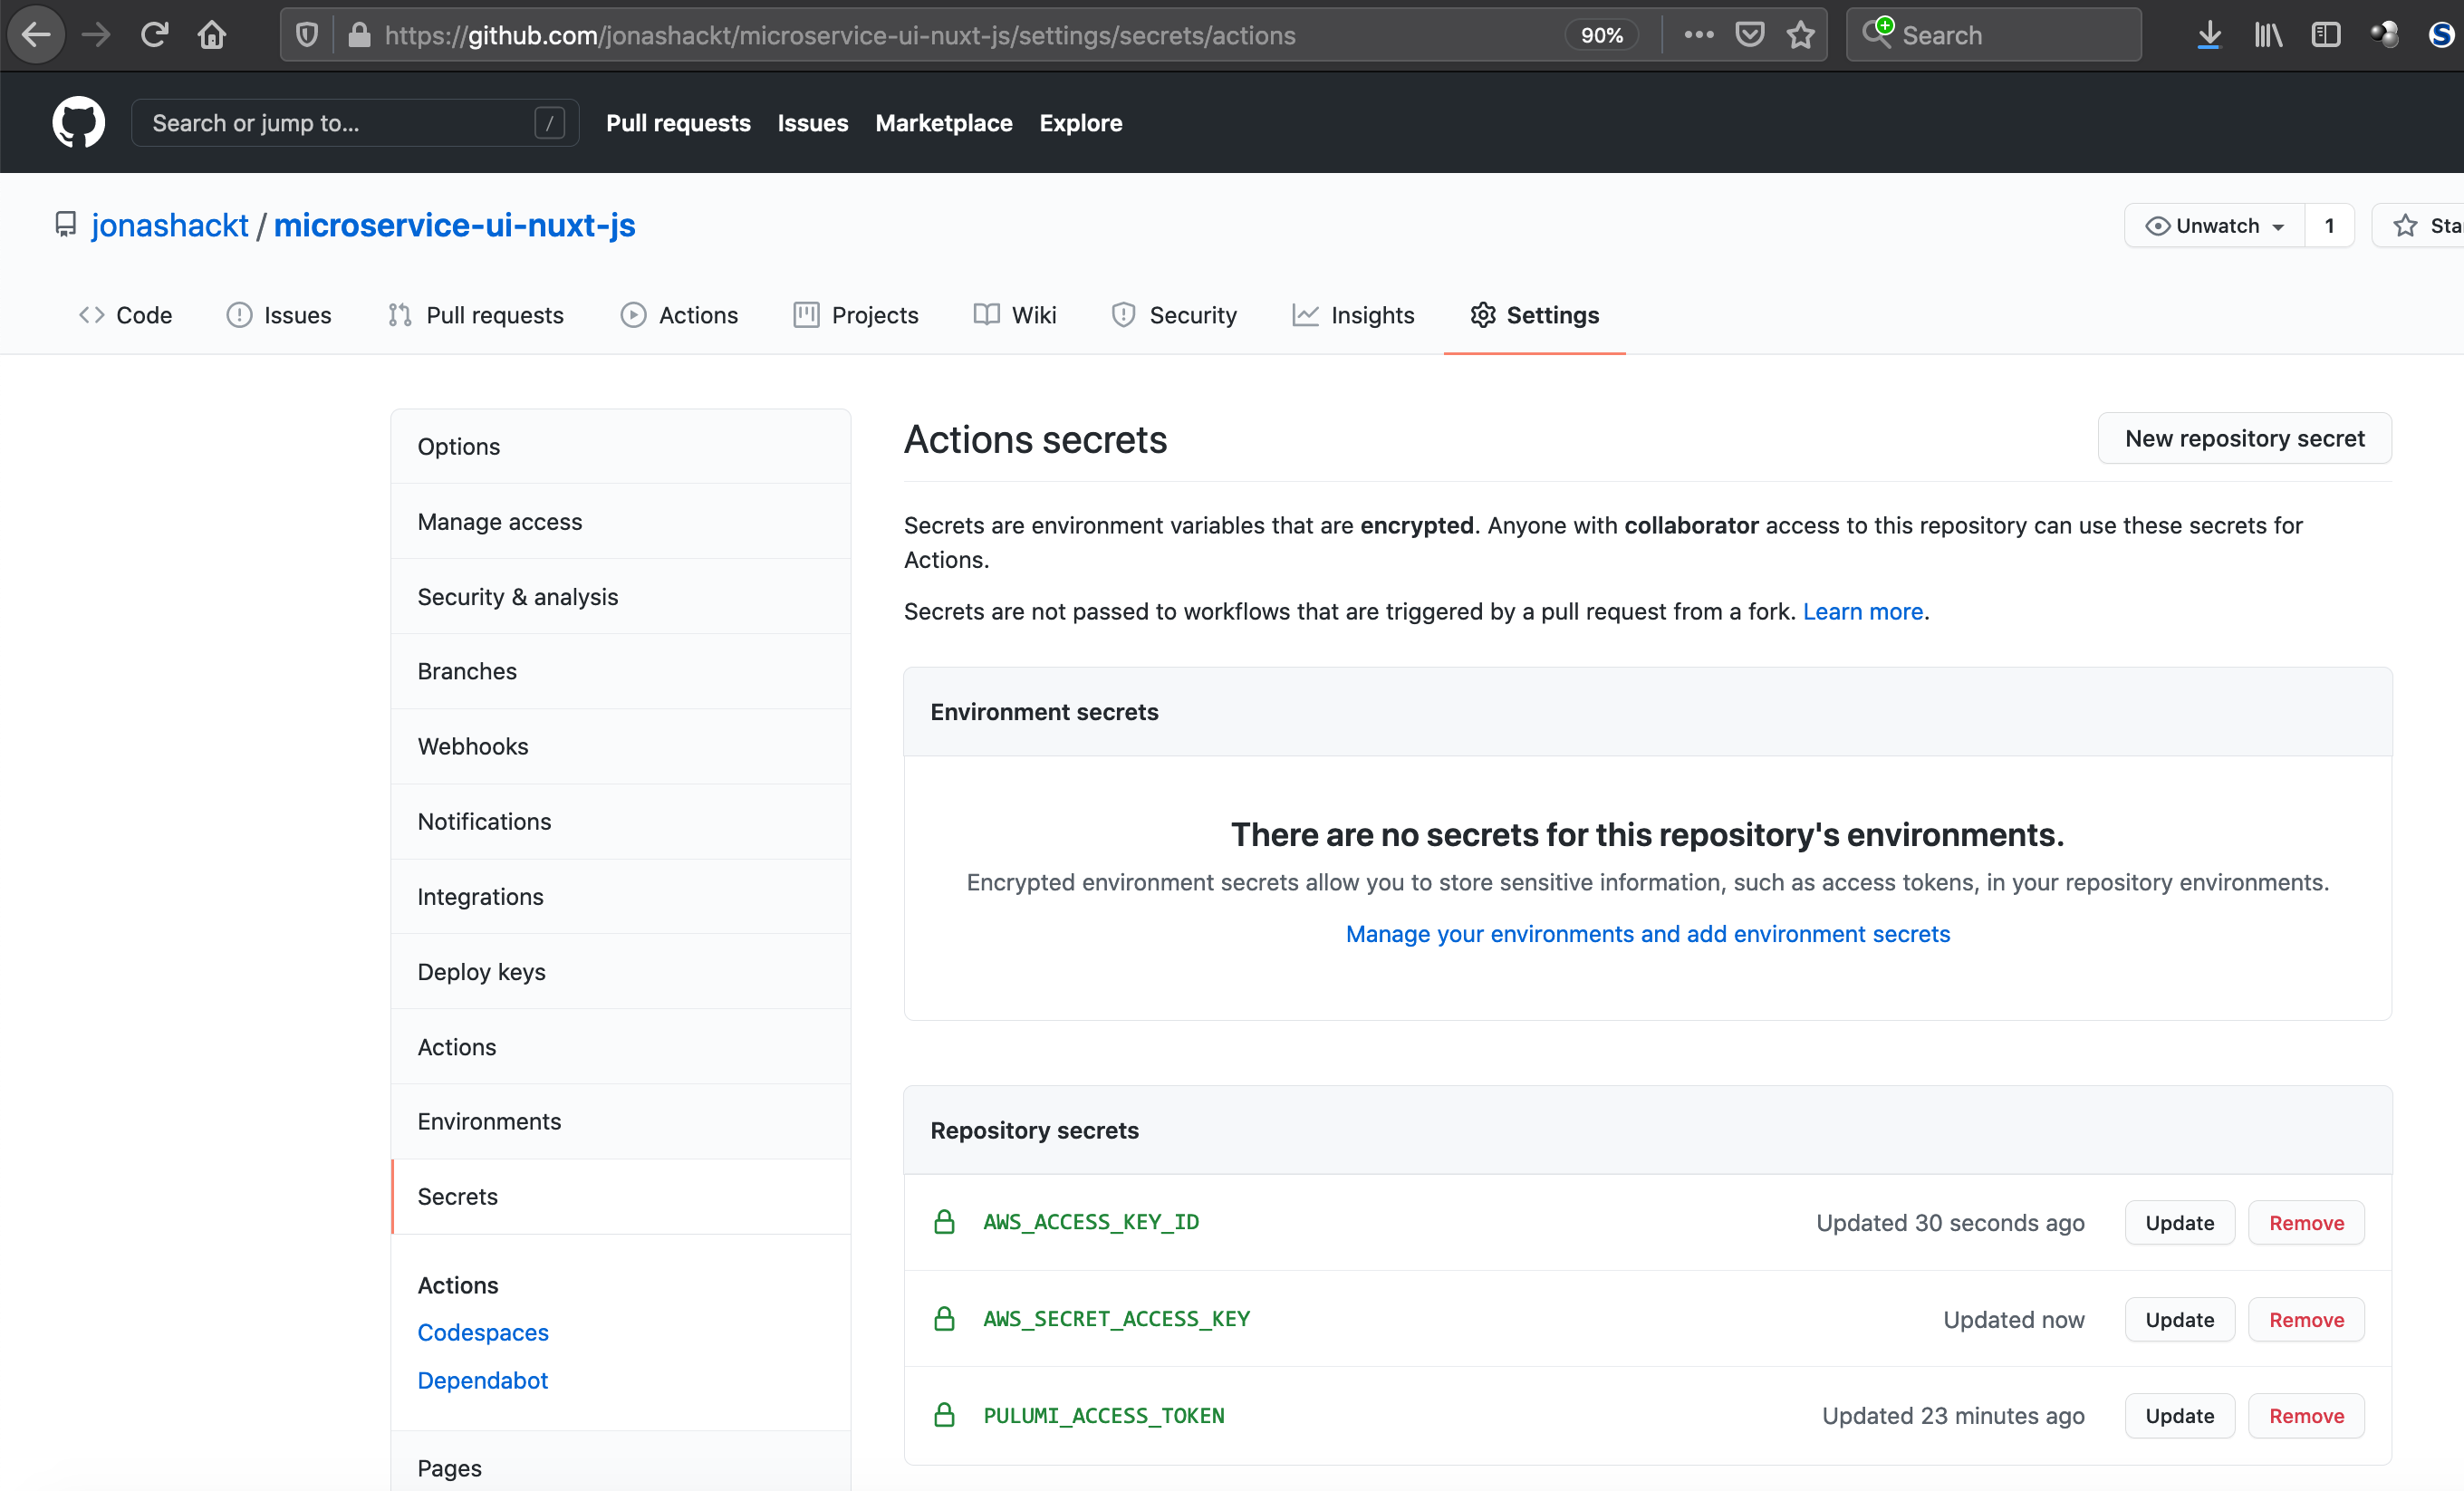 https://github.com/jonashackt/microservice-ui-nuxt-js/settings/secrets/actions
90%
Search
Search or jump to...
/
Pull requests
Issues
Marketplace
Explore
jonashackt / microservice-ui-nuxt-js
Unwatch
1
Sta
Code
Issues
Pull requests
Actions
Projects
Wiki
Security
Insights
Settings
Options
Manage access
Security & analysis
Branches
Webhooks
Notifications
Integrations
Deploy keys
Actions
Environments
Secrets
Actions
Codespaces
Dependabot
Pages
Actions secrets
New repository secret
Secrets are environment variables that are encrypted. Anyone with collaborator access to this repository can use these secrets for
Actions.
Secrets are not passed to workflows that are triggered by a pull request from a fork. Learn more.
Environment secrets
There are no secrets for this repository's environments.
Encrypted environment secrets allow you to store sensitive information, such as access tokens, in your repository environments.
Manage your environments and add environment secrets
Repository secrets
AWS_ACCESS_KEY_ID
Updated 30 seconds ago
Update
Remove
AWS_SECRET_ACCESS_KEY
Updated now
Update
Remove
PULUMI_ACCESS_TOKEN
Updated 23 minutes ago
Update
Remove